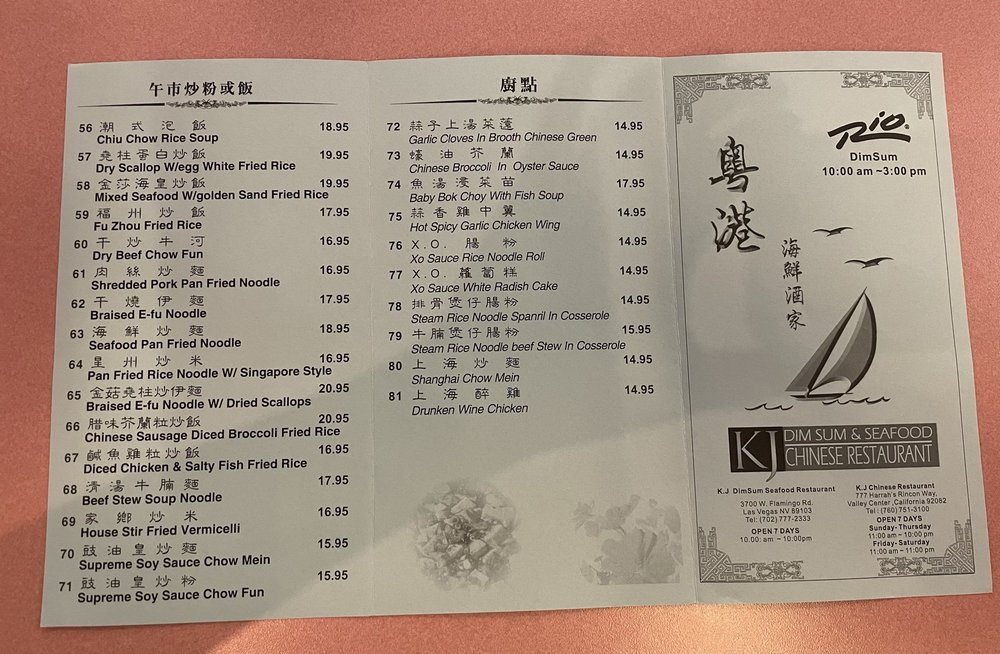 午市炒粉或飯
56 潮式泡飯 18.95
Chiu Chow Rice Soup
57 堯柱蛋白炒飯 19.95
Dry Scallop W/egg White Fried Rice
58 金莎海皇炒飯 19.95
Mixed Seafood W/golden Sand Fried Rice
59 福州炒飯 17.95
Fu Zhou Fried Rice
60 干炒牛河 16.95
Dry Beef Chow Fun
61 肉絲炒麵 16.95
Shredded Pork Pan Fried Noodle
62 干燒伊麵 17.95
Braised E-fu Noodle
63 海鮮炒麵 18.95
Seafood Pan Fried Noodle
64 星州炒米 16.95
Pan Fried Rice Noodle W/ Singapore Style
65 金菇堯柱炒伊麵 20.95
Braised E-fu Noodle W/ Dried Scallops
66 腊味芥蘭粒炒飯 20.95
Chinese Sausage Diced Broccoli Fried Rice
67 鹹魚雞粒炒飯 16.95
Diced Chicken & Salty Fish Fried Rice
68 清湯牛腩麵 17.95
Beef Stew Soup Noodle
69 家鄉炒米 16.95
House Stir Fried Vermicelli
70 豉油皇炒麵 15.95
Supreme Soy Sauce Chow Mein
71 豉油皇炒粉 15.95
Supreme Soy Sauce Chow Fun
廚點
72 蒜子上湯菜薳 14.95
Garlic Cloves In Brooth Chinese Green
73 蠔油芥蘭 14.95
Chinese Broccoli In Oyster Sauce
74 魚湯浸菜苗 17.95
Baby Bok Choy With Fish Soup
75 蒜香雞中翼 14.95
Hot Spicy Garlic Chicken Wing
76 X.O. 腸粉 14.95
Xo Sauce Rice Noodle Roll
77 X.O. 蘿蔔糕 14.95
Xo Sauce White Radish Cake
78 排骨煲仔腸粉 14.95
Steam Rice Noodle Spanril In Cosserole
79 牛腩煲仔腸粉 15.95
Steam Rice Noodle beef Stew In Cosserole
80 上海炒麵 14.95
Shanghai Chow Mein
81 上海醉雞 14.95
Drunken Wine Chicken
Rio
DimSum
10:00 am ~3:00 pm
粵港
海鮮酒家
KJ DIM SUM & SEAFOOD
CHINESE RESTAURANT
K.J DimSum Seafood Restaurant
3700 W. Flamingo Rd.
Las Vegas NV 89103
Tel: (702) 777-2333
OPEN 7 DAYS
10:00: am ~ 10:00pm
K.J. Chinese Restaurant
777 Harrah's Rincon Way,
Valley Center ,California 92082
Tel : (760) 751-3100
OPEN 7 DAYS
Sunday- Thursday
11:00 am ~ 10:00 pm
Friday- Saturday
11:00 am ~ 11:00 pm